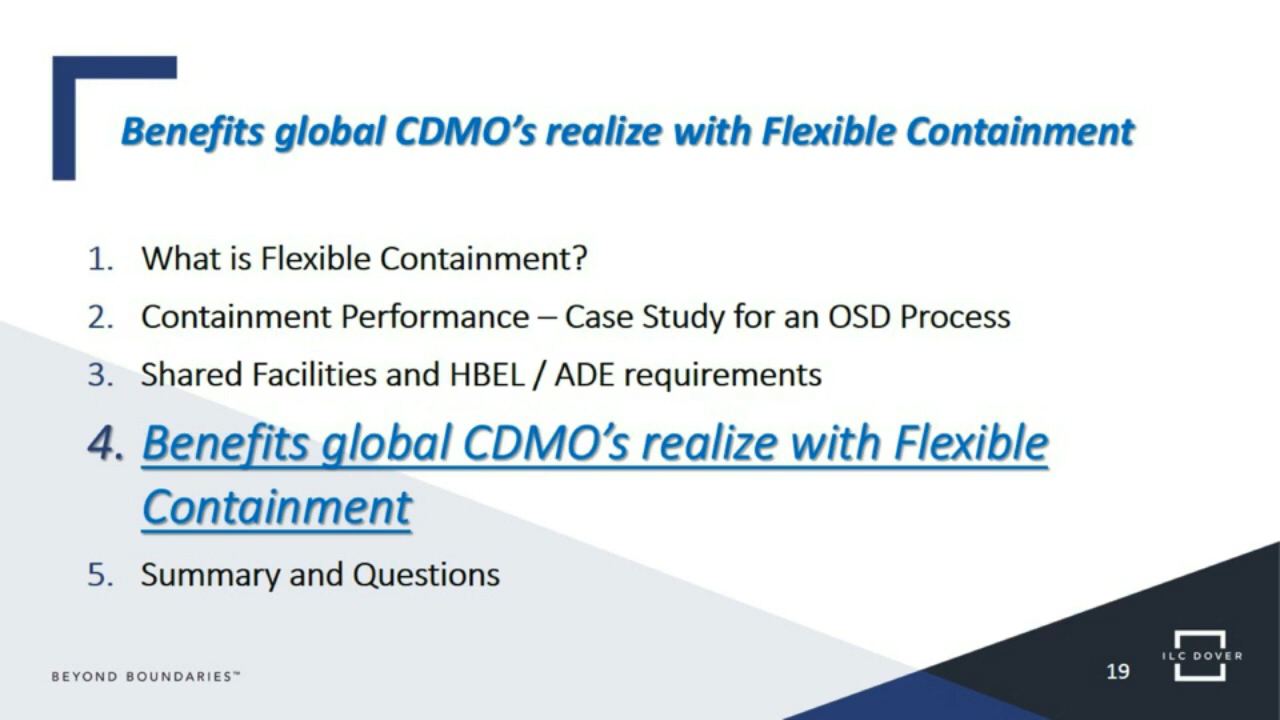 Benefits global CDMO’s realize with Flexible Containment
1. What is Flexible Containment?
2. Containment Performance – Case Study for an OSD Process
3. Shared Facilities and HBEL / ADE requirements
4. Benefits global CDMO’s realize with Flexible
Containment
5. Summary and Questions
BEYOND BOUNDARIES™
19
ILC DOVER